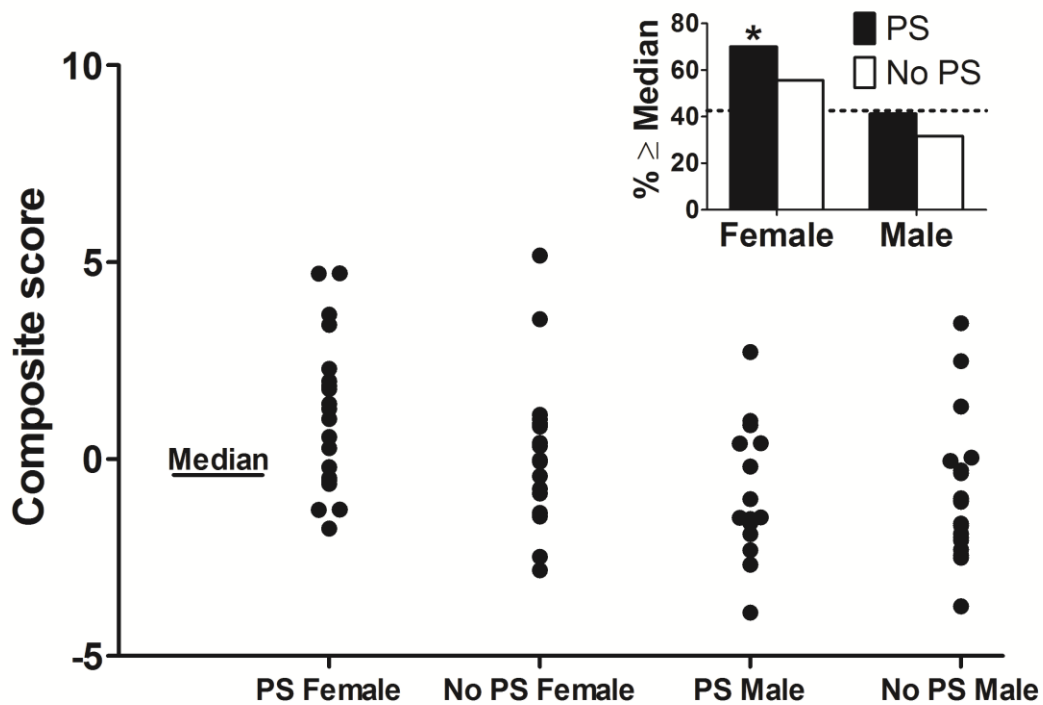 80
60
40
20
0
% ≥ Median
*
PS
No PS
Female
Male
Composite score
10
5
0
-5
Median
PS Female
No PS Female
PS Male
No PS Male